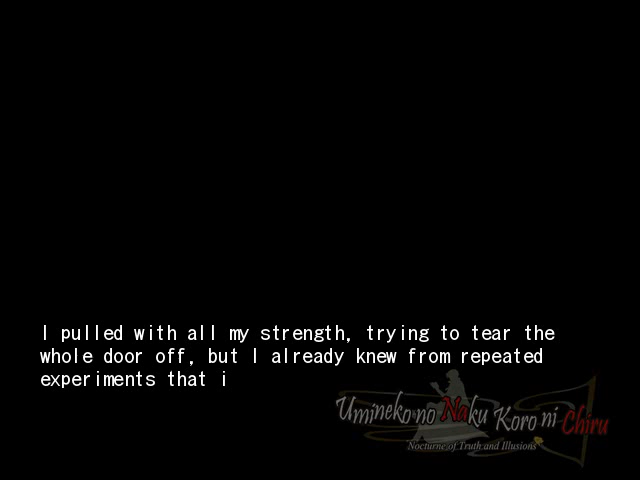 I pulled with all my strength, trying to tear the
whole door off, but I already knew from repeated
experiments that i
Umineko no Naku Koro ni Chiru
Nocturne of Truth and Illusions